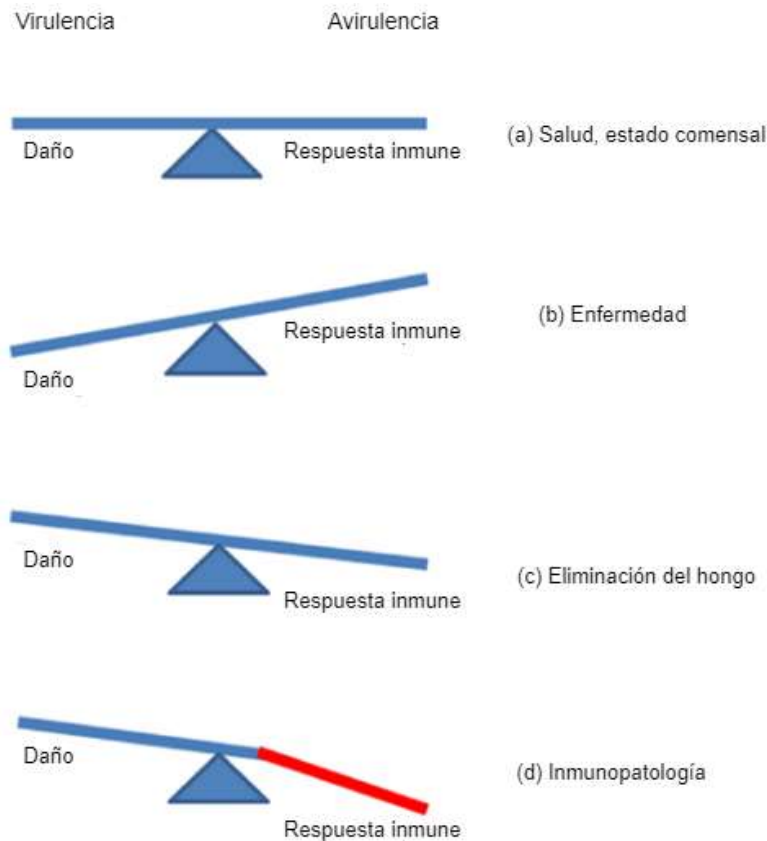 Virulencia Avirulencia
Daño Respuesta inmune (a) Salud, estado comensal
Respuesta inmune (b) Enfermedad
Daño
Daño
Respuesta inmune (c) Eliminación del hongo
Daño
(d) Inmunopatología
Respuesta inmune